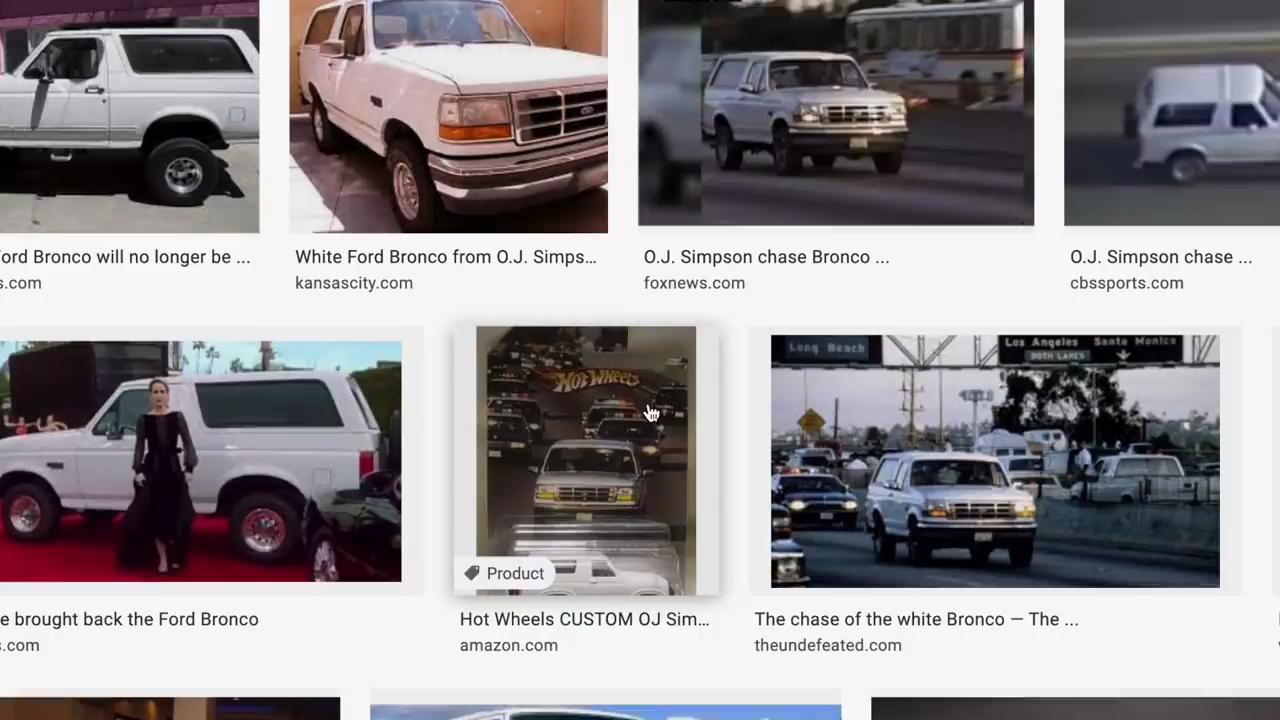 Ford Bronco will no longer be ...
s.com
White Ford Bronco from O.J. Simps...
kansascity.com
O.J. Simpson chase Bronco ...
foxnews.com
O.J. Simpson chase ...
cbssports.com
Hot Wheels
Product
Long Beach
Los Angeles Santa Monica
BOTH LANES
e brought back the Ford Bronco
s.com
Hot Wheels CUSTOM OJ Sim...
amazon.com
The chase of the white Bronco — The ...
theundefeated.com